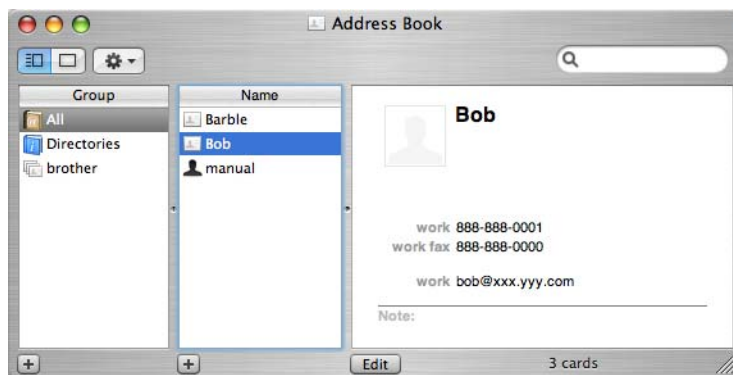 Address Book
Group
All
Directories
brother
Name
Barble
Bob
manual
Bob
work 888-888-0001
work fax 888-888-0000
work bob@xxx.yyy.com
Note:
Edit
3 cards